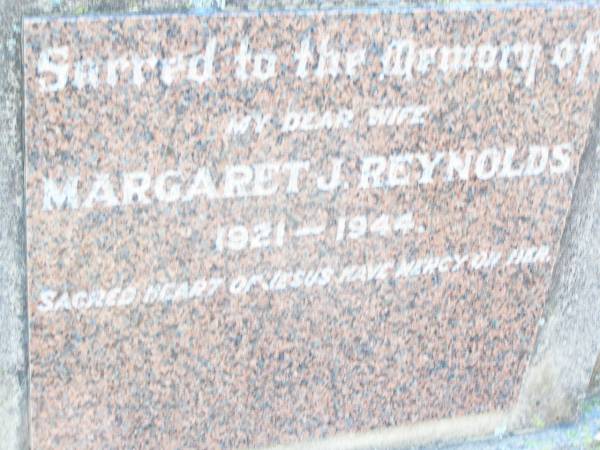 Sacred to the Memory of
MY DEAR WIFE
MARGARET J. REYNOLDS
1921 — 1944.
SACRED HEART OF JESUS HAVE MERCY ON HER.